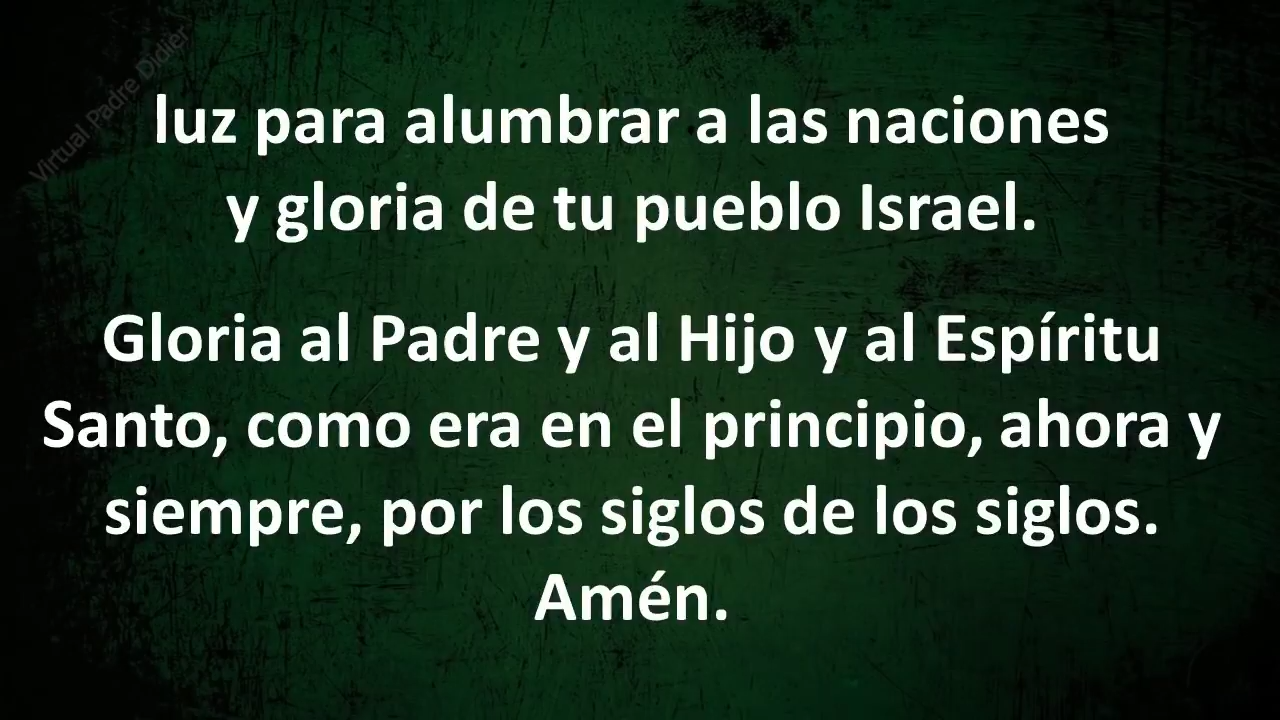 Virtual Padre Didier
luz para alumbrar a las naciones
y gloria de tu pueblo Israel.
Gloria al Padre y al Hijo y al Espíritu
Santo, como era en el principio, ahora y
siempre, por los siglos de los siglos.
Amén.